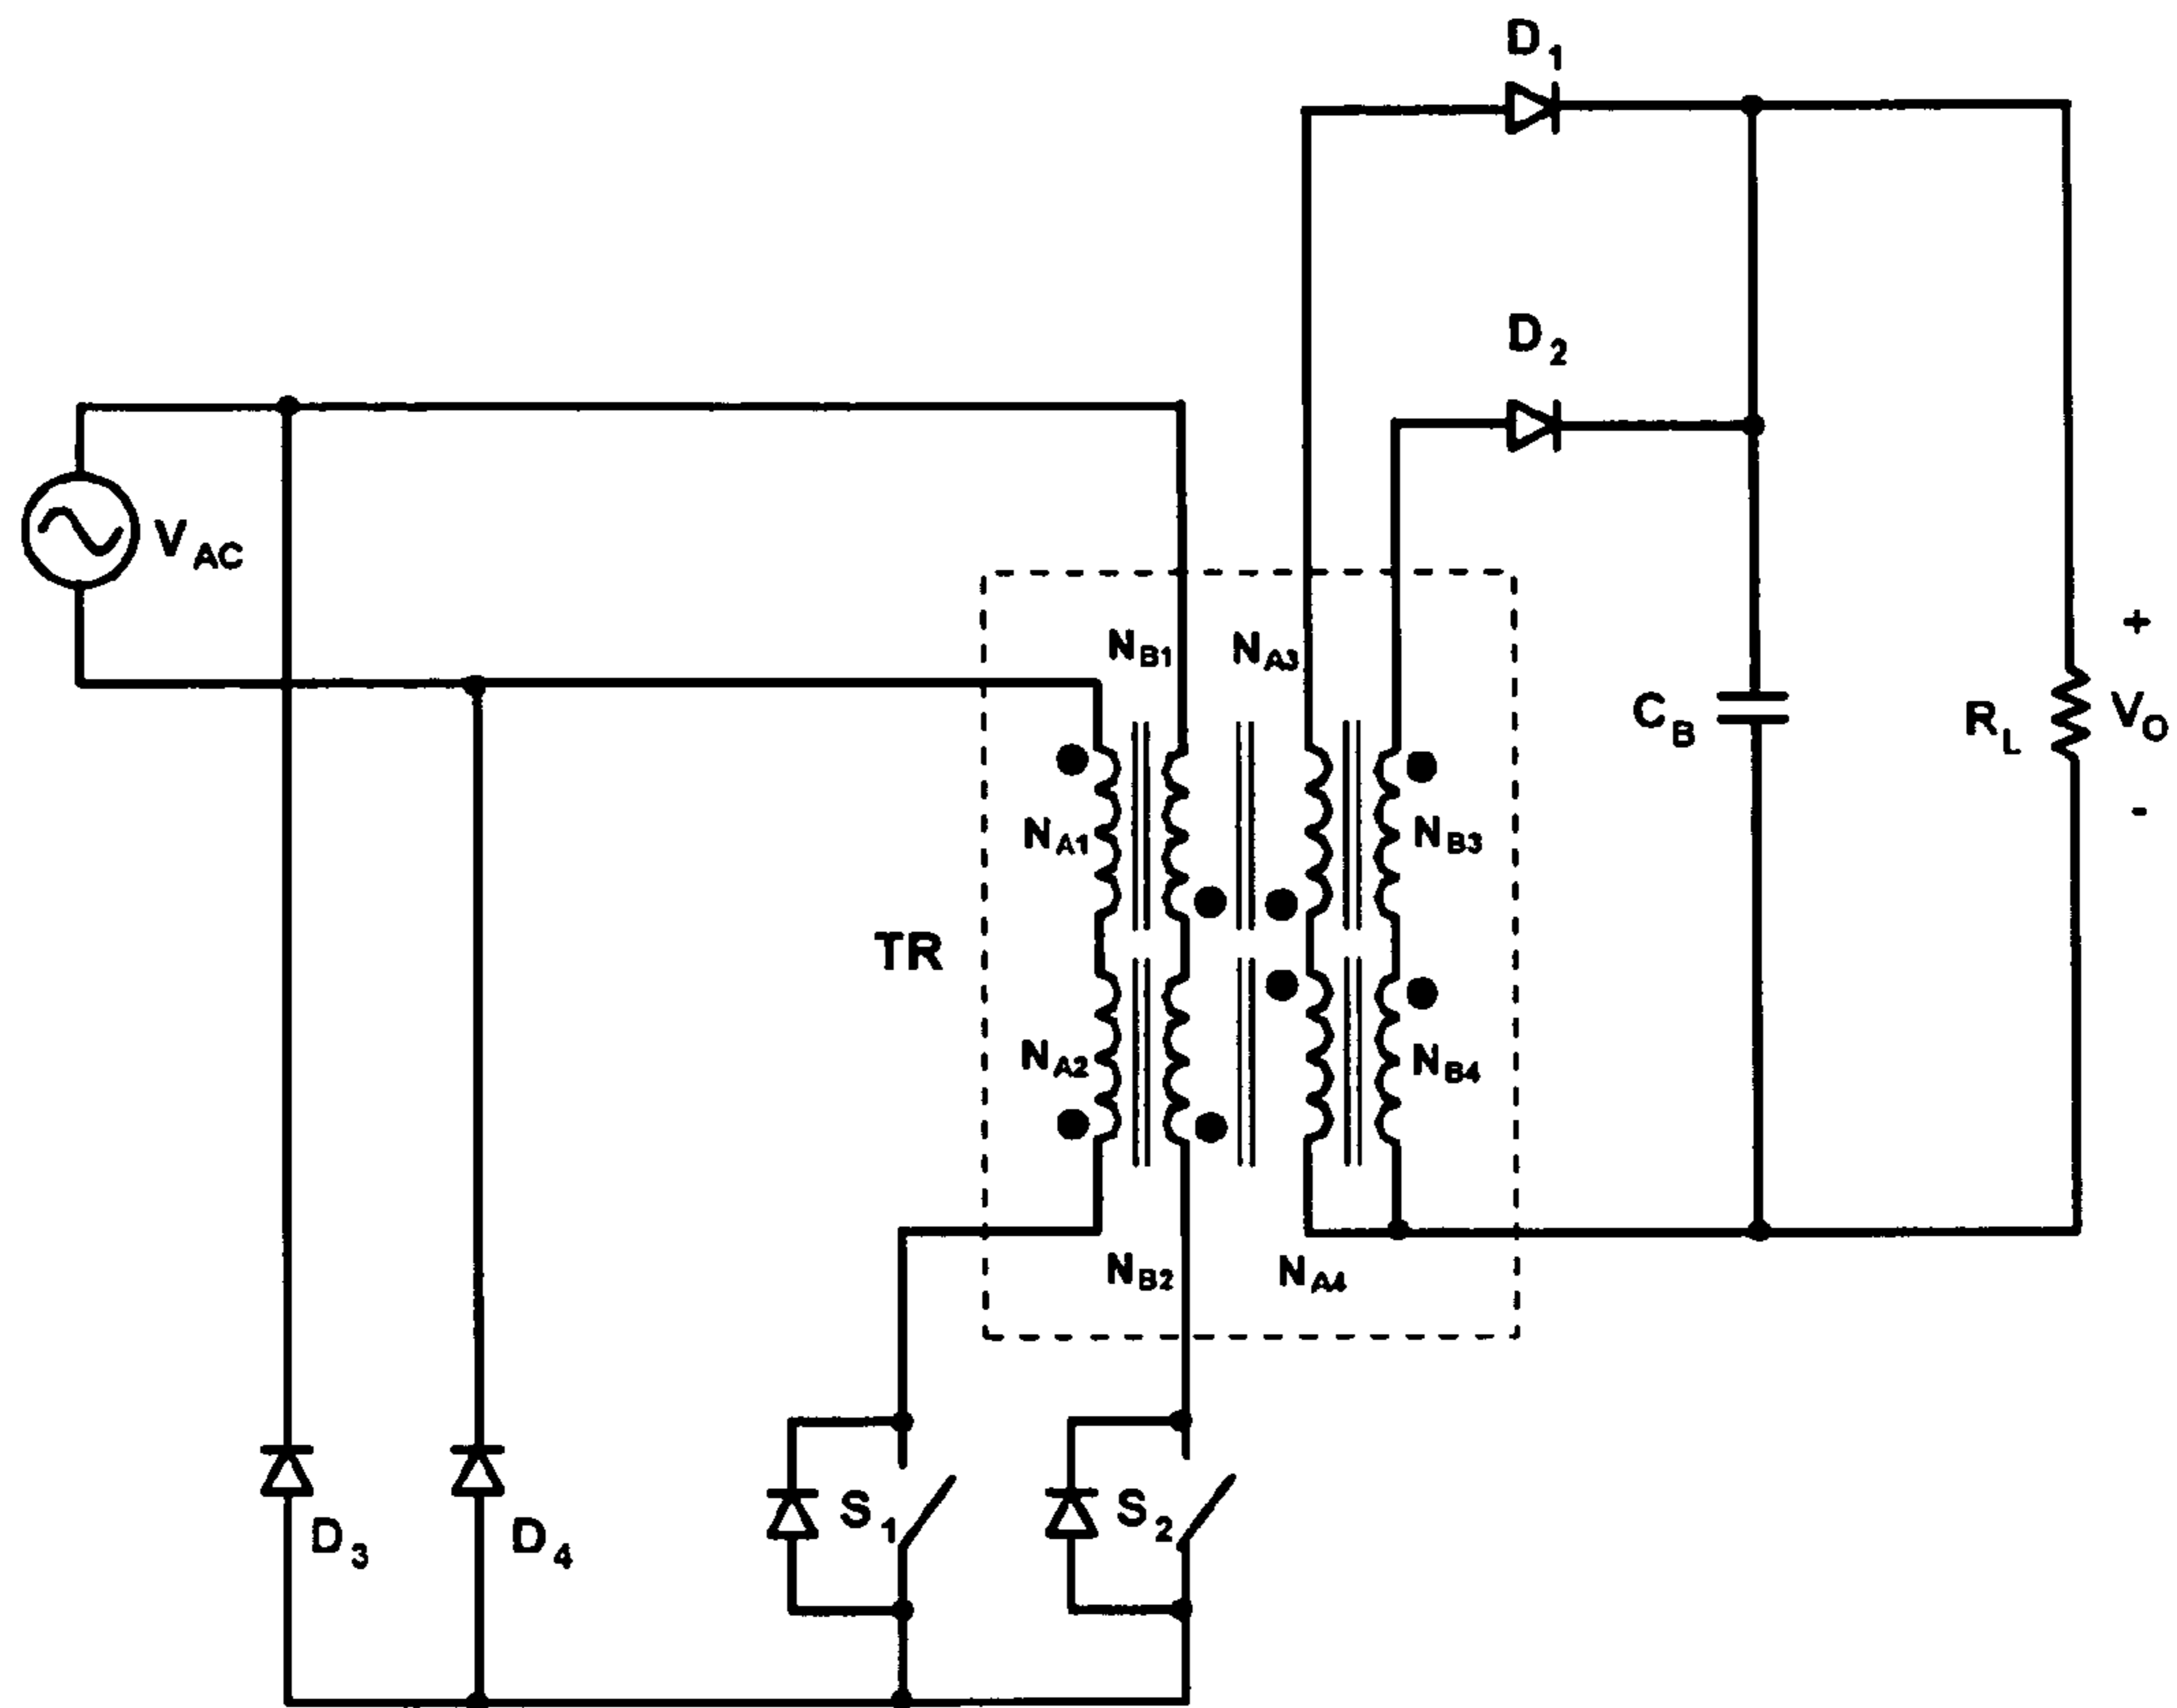 D1
D2
VAC
NB1
NA3
CB
RL
+
VO
-
NA1
NB3
TR
NA2
NB4
NB2
NA4
S1
S2
D3
D4